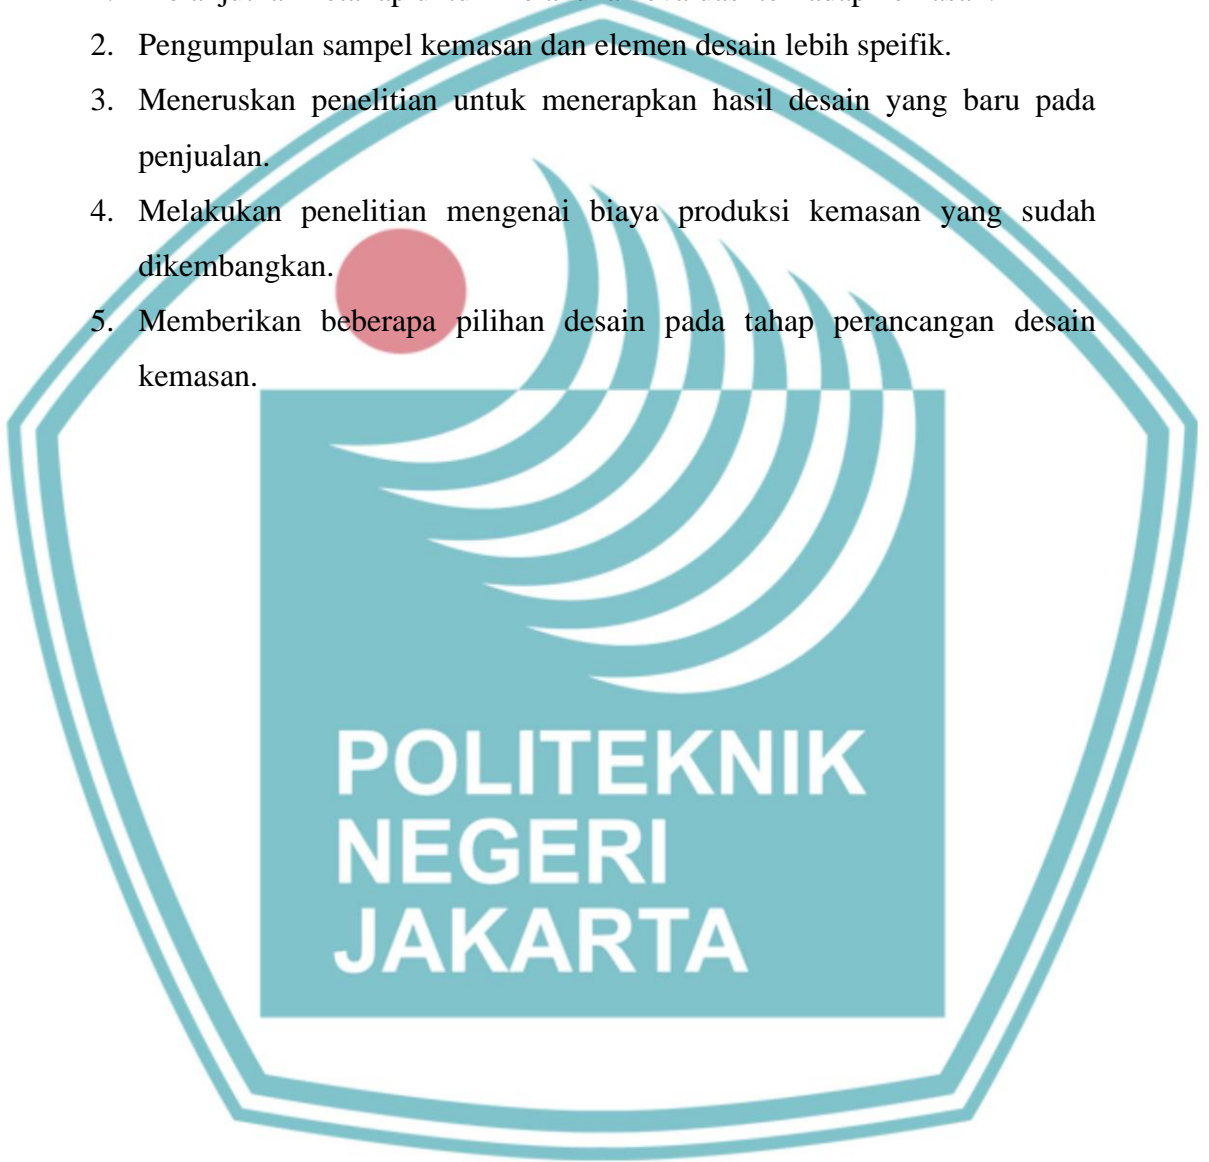 2. Pengumpulan sampel kemasan dan elemen desain lebih speifik.
3. Meneruskan penelitian untuk menerapkan hasil desain yang baru pada
penjualan.
4. Melakukan penelitian mengenai biaya produksi kemasan yang sudah
dikembangkan.
5. Memberikan beberapa pilihan desain pada tahap perancangan desain
kemasan.
POLITEKNIK
NEGERI
JAKARTA